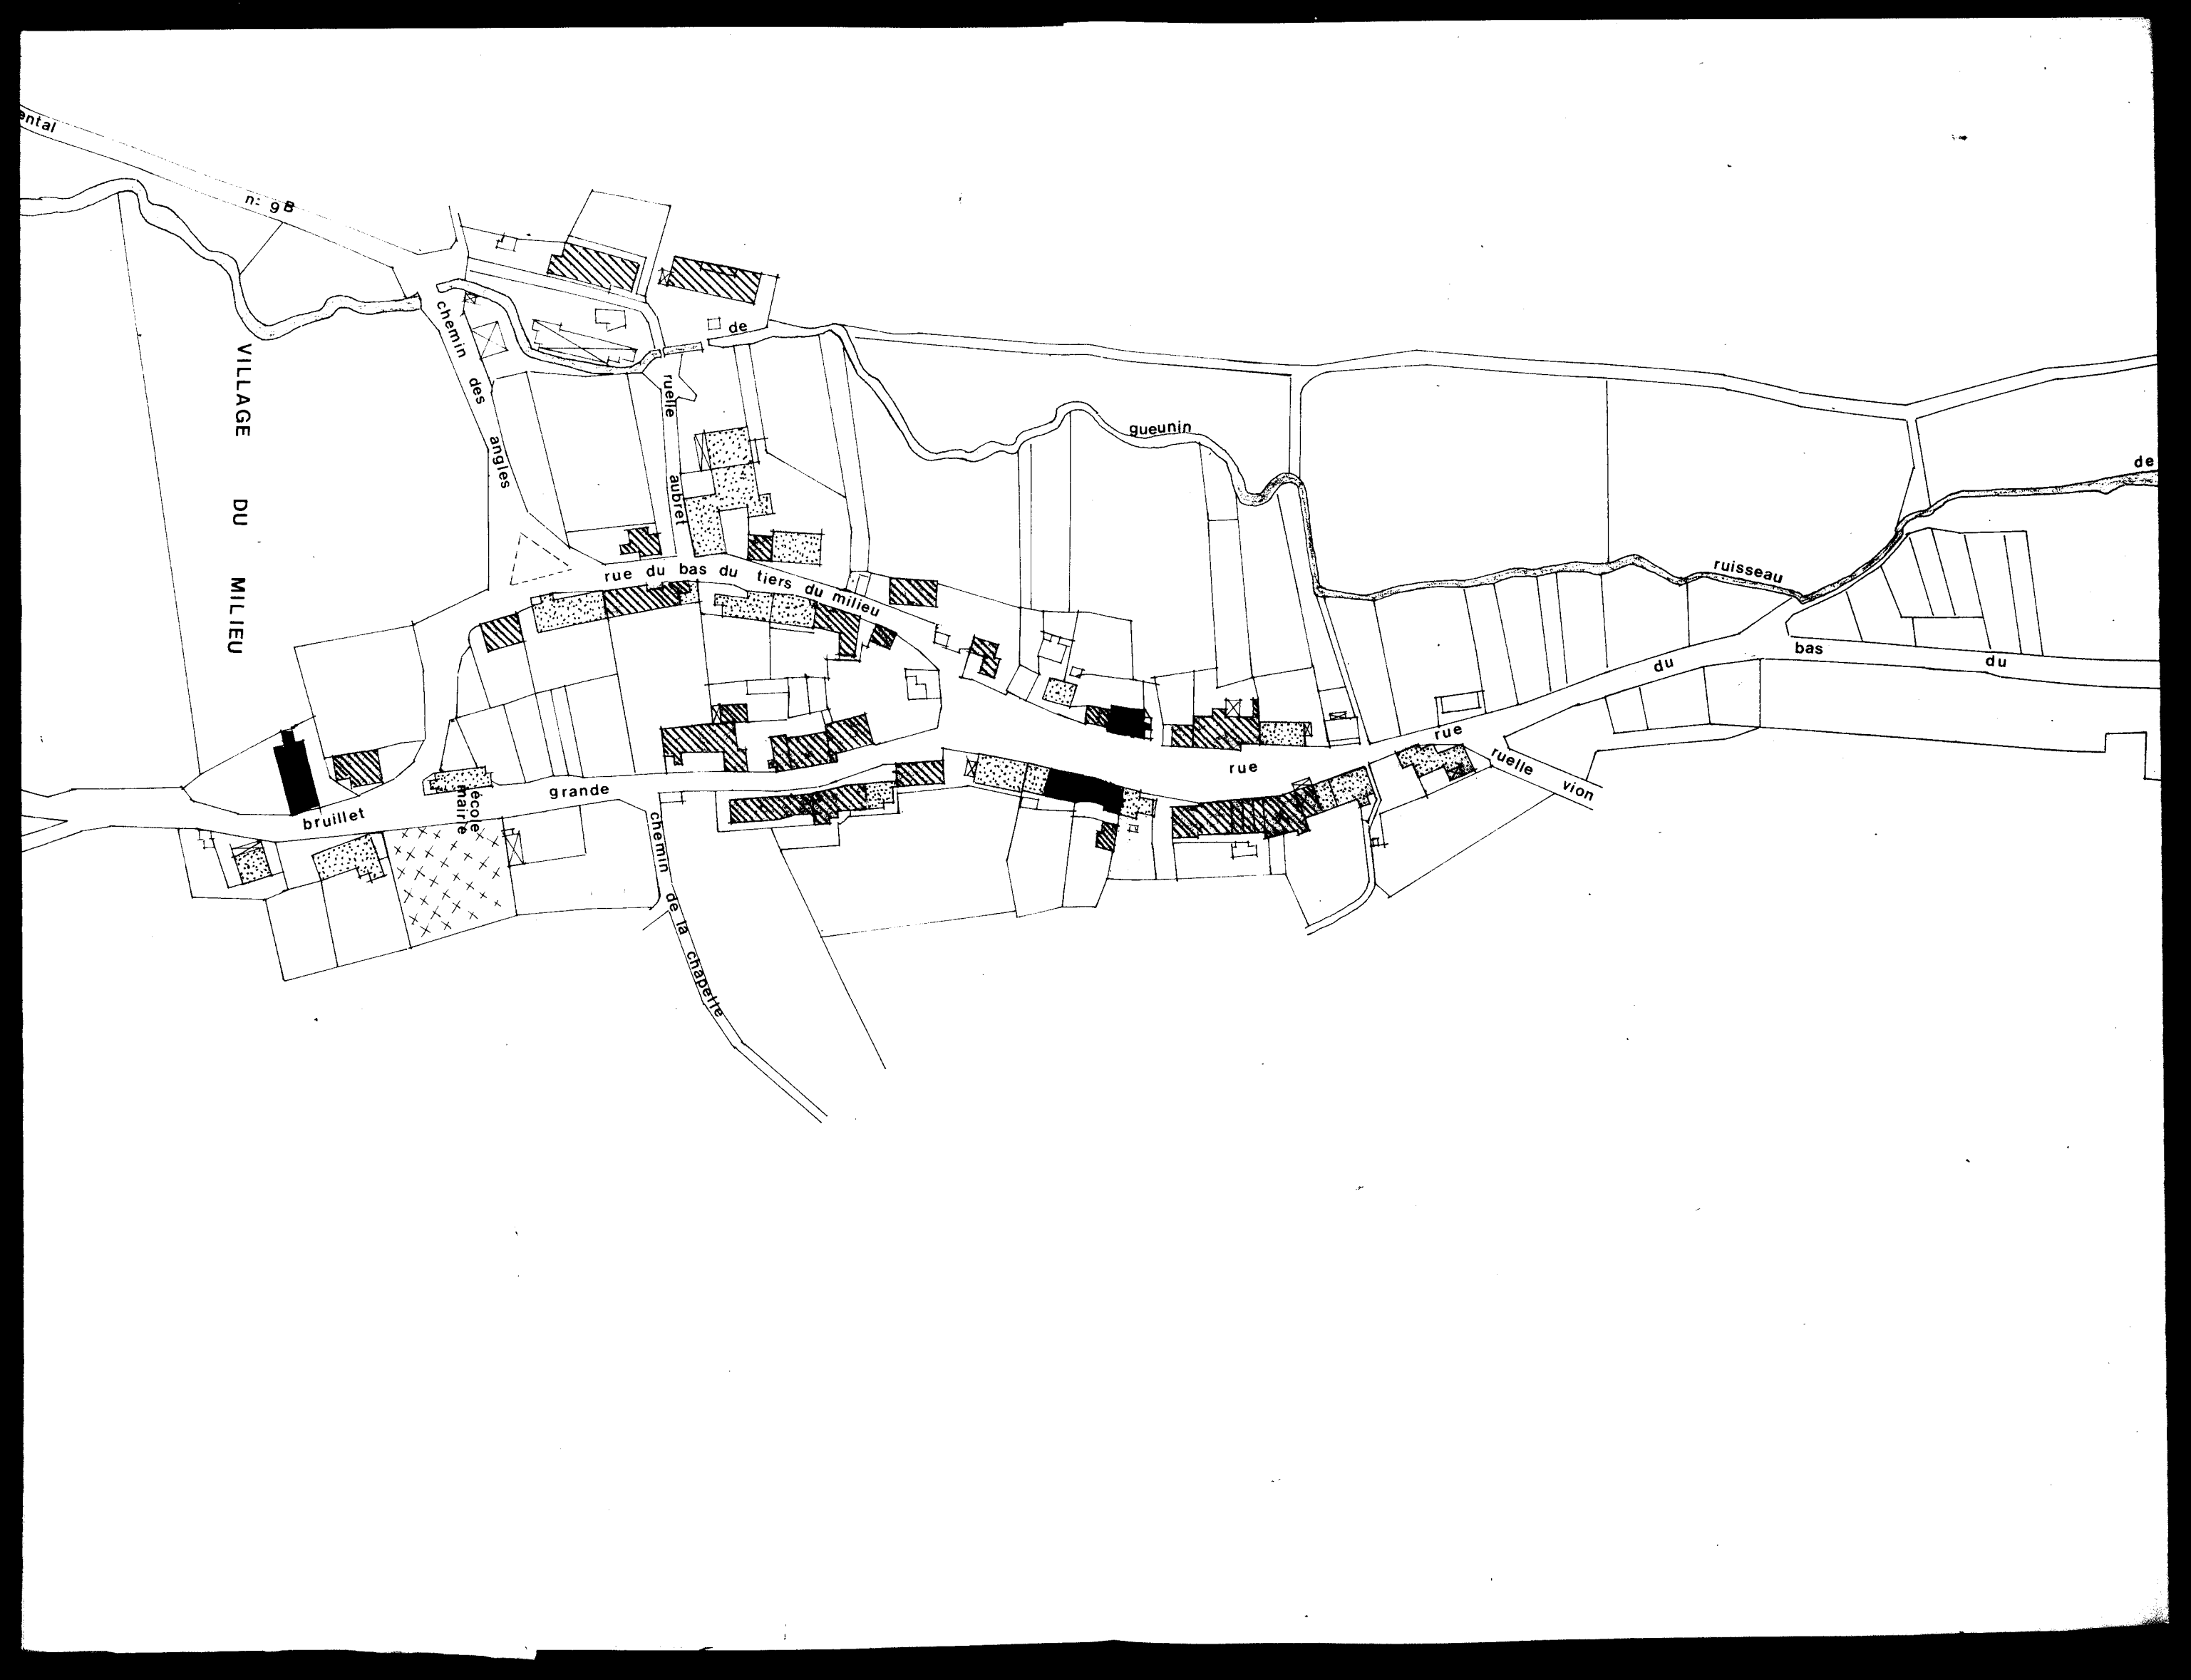 ental
n: 9B
VILLAGE DU MILIEU
chemin des angles
de
ruelle aubret
gueunin
de
ruisseau
rue du bas du tiers du milieu
rue du bas du
rue
ruelle vion
grande
bruillet
école
mairie
chemin de la chapelle